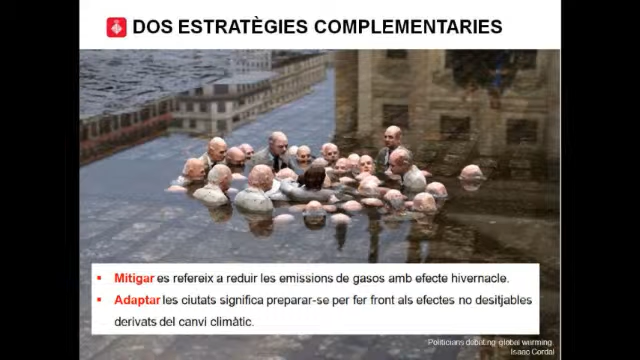 DOS ESTRATÈGIES COMPLEMENTARIES
Mitigar es refereix a reduir les emissions de gasos amb efecte hivernacle.
Adaptar les ciutats significa preparar-se per fer front als efectes no desitjables
derivats del canvi climàtic.
Politicians debating global warming.
Isaac Cordal